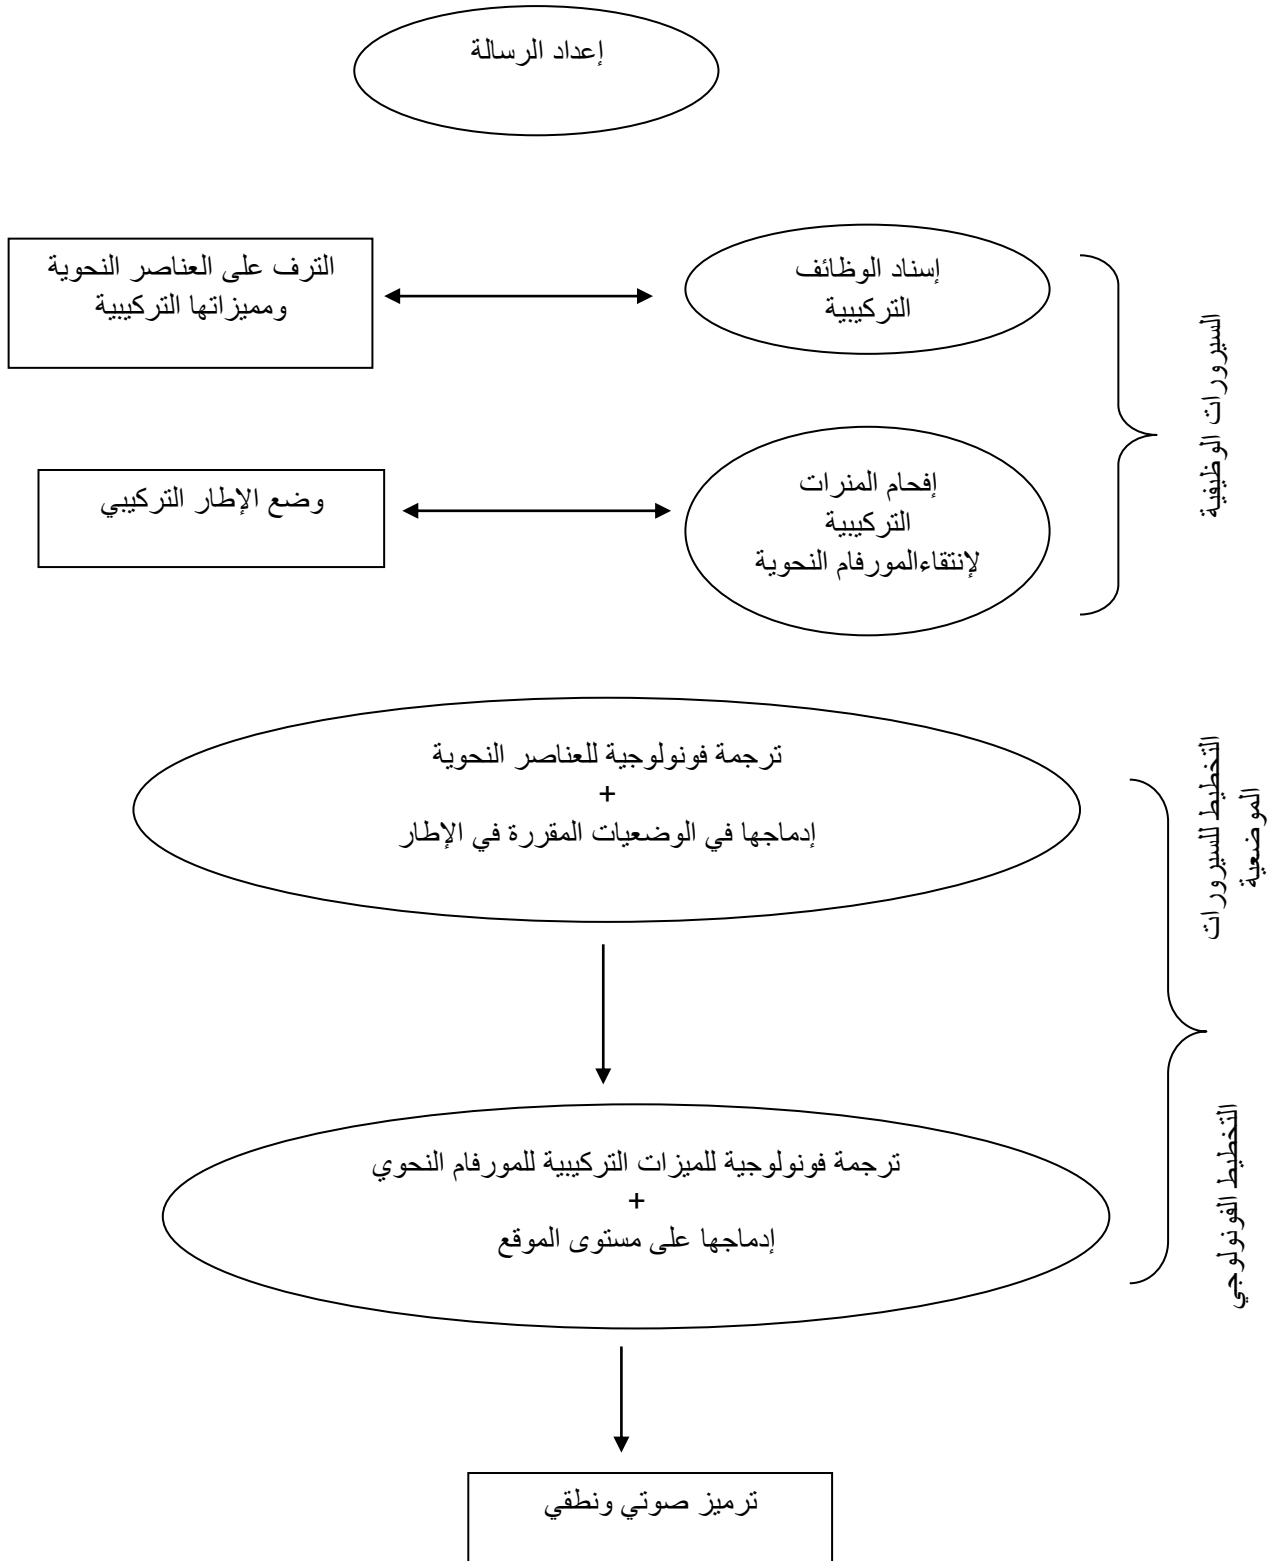 إعداد الرسالة
إسناد الوظائف
التركيبية
الترف على العناصر النحوية
ومميزاتها التركيبية
السيرورات الوظيفية
إفحام المنرات
التركيبية
لإنتقاءالمورفام النحوية
وضع الإطار التركيبي
ترجمة فونولوجية للعناصر النحوية
+
إدماجها في الوضعيات المقررة في الإطار
التخطيط للسيرورات
الموضعية
ترجمة فونولوجية للميزات التركيبية للمورفام النحوي
+
إدماجها على مستوى الموقع
التخطيط الفونولوجي
ترميز صوتي ونطقي